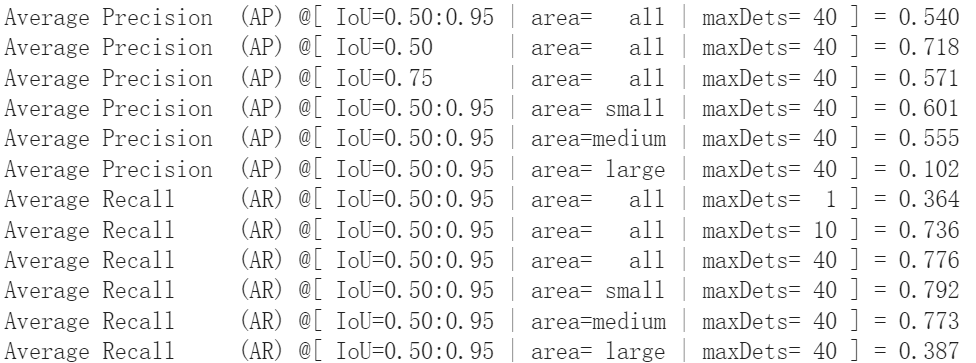 Average Precision  (AP) @[ IoU=0.50:0.95 | area=   all | maxDets= 40 ] = 0.540
Average Precision  (AP) @[ IoU=0.50      | area=   all | maxDets= 40 ] = 0.718
Average Precision  (AP) @[ IoU=0.75      | area=   all | maxDets= 40 ] = 0.571
Average Precision  (AP) @[ IoU=0.50:0.95 | area= small | maxDets= 40 ] = 0.601
Average Precision  (AP) @[ IoU=0.50:0.95 | area=medium | maxDets= 40 ] = 0.555
Average Precision  (AP) @[ IoU=0.50:0.95 | area= large | maxDets= 40 ] = 0.102
Average Recall     (AR) @[ IoU=0.50:0.95 | area=   all | maxDets=  1 ] = 0.364
Average Recall     (AR) @[ IoU=0.50:0.95 | area=   all | maxDets= 10 ] = 0.736
Average Recall     (AR) @[ IoU=0.50:0.95 | area=   all | maxDets= 40 ] = 0.776
Average Recall     (AR) @[ IoU=0.50:0.95 | area= small | maxDets= 40 ] = 0.792
Average Recall     (AR) @[ IoU=0.50:0.95 | area=medium | maxDets= 40 ] = 0.773
Average Recall     (AR) @[ IoU=0.50:0.95 | area= large | maxDets= 40 ] = 0.387